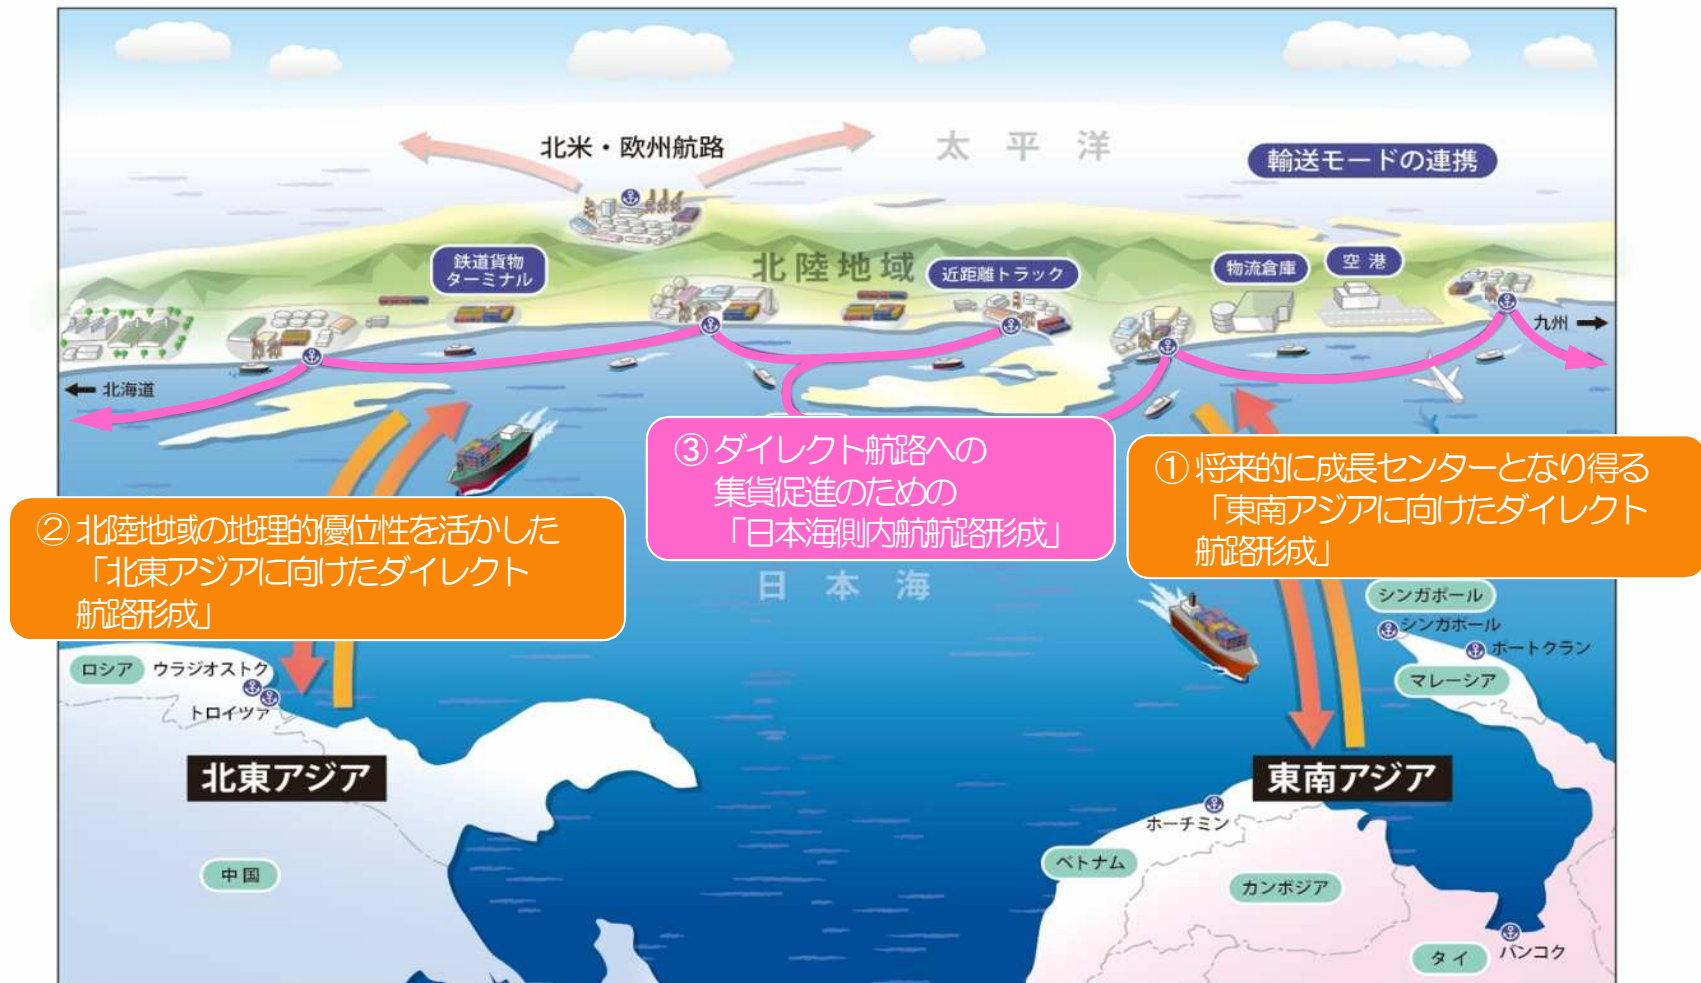 北米・欧州航路
太平洋
輸送モードの連携
鉄道貨物
ターミナル
北陸地域
近距離トラック
物流倉庫
空港
九州
北海道
③ダイレクト航路への
集貨促進のための
「日本海側内航航路形成」
①将来的に成長センターとなり得る
「東南アジアに向けたダイレクト
航路形成」
②北陸地域の地理的優位性を活かした
「北東アジアに向けたダイレクト
航路形成」
日本海
シンガポール
シンガポール
ポートクラン
マレーシア
ロシア
ウラジオストク
トロイツァ
北東アジア
東南アジア
ホーチミン
ベトナム
中国
カンボジア
タイ
バンコク